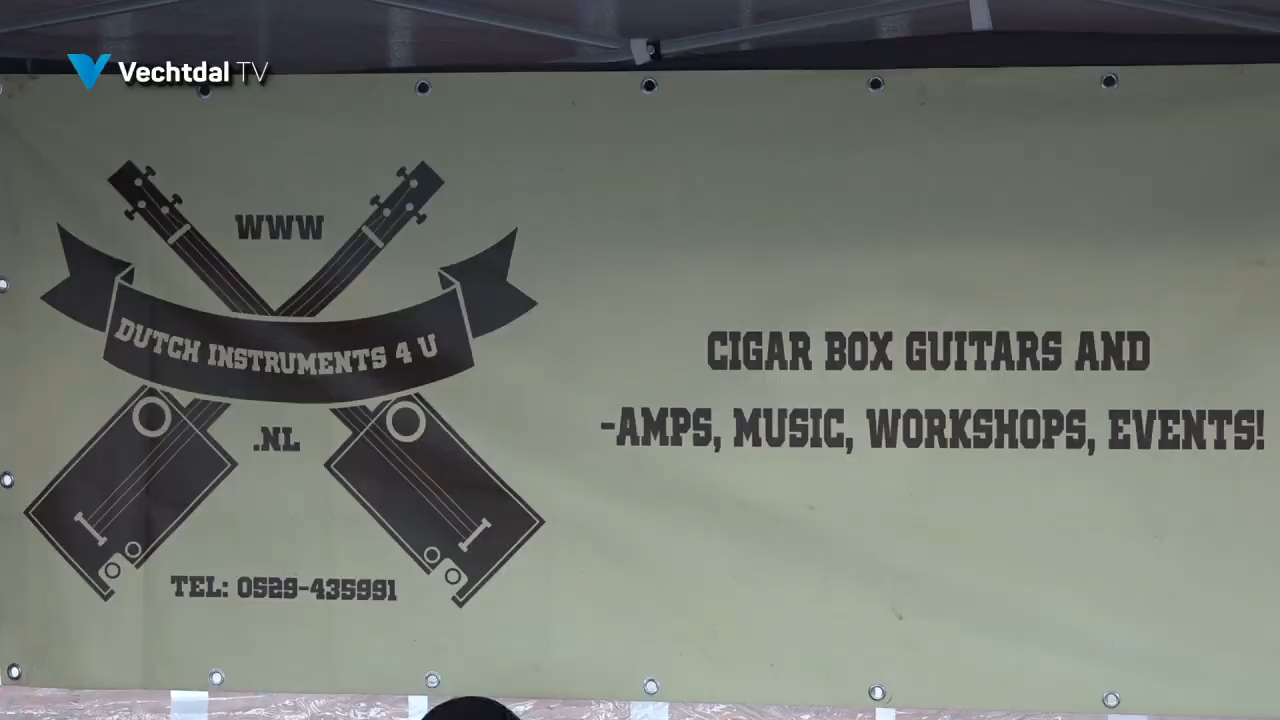 Vechtdal TV
WWW
DUTCH INSTRUMENTS 4 U
.NL
TEL: 0529-435991
CIGAR BOX GUITARS AND
-AMPS, MUSIC, WORKSHOPS, EVENTS!